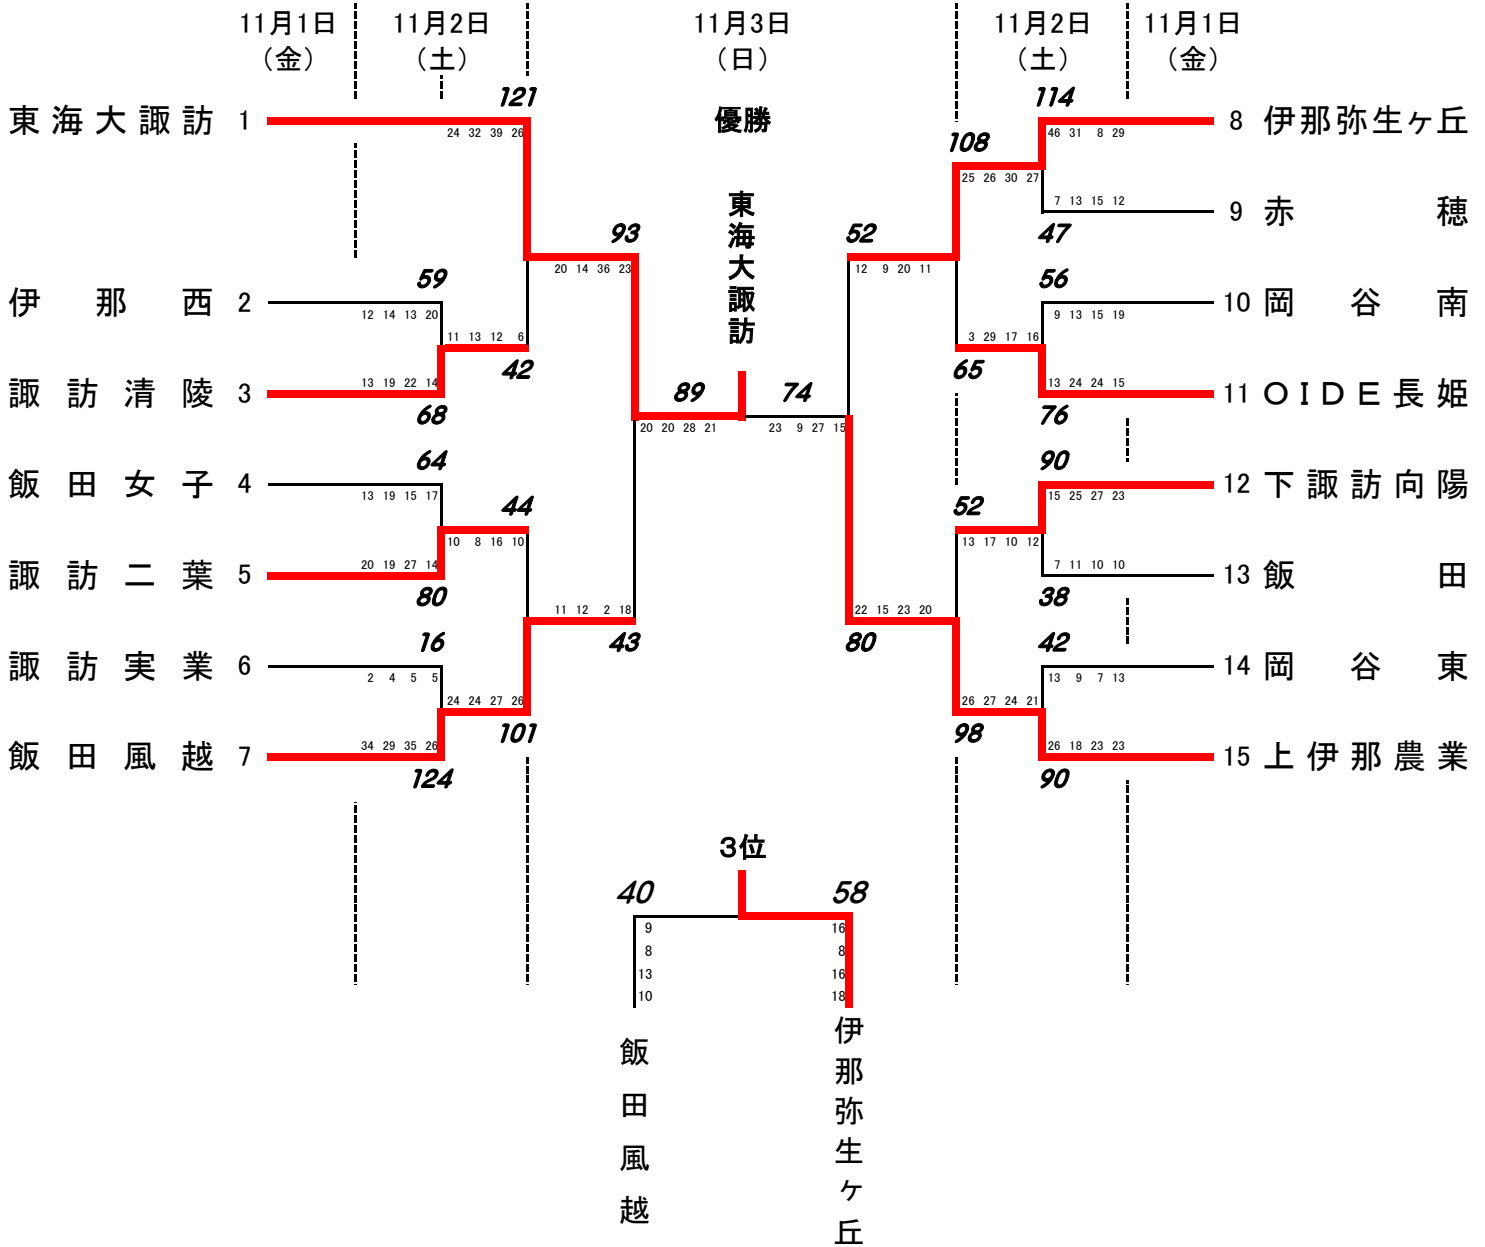 11月1日 11月2日 11月3日 11月2日 11月1日
（金） （土） （日） （土） （金）
121 優勝 114
東海大諏訪 1 8 伊那弥生ヶ丘
24 32 39 26 46 31 8 29
108
25 26 30 27
7 13 15 12
9 赤穂
47
93 東海大諏訪 52
20 14 36 23 12 9 20 11
59 56
伊那西 2 10 岡谷南
12 14 13 20 9 13 15 19
11 13 12 6 3 29 17 16
42 65
13 19 22 14 13 24 24 15
諏訪清陵 3 11 ＯＩＤＥ長姫
68 76
89 74
20 20 28 21 23 9 27 15
64 90
飯田女子 4 12 下諏訪向陽
13 19 15 17 15 25 27 23
44 52
10 8 16 10 13 17 10 12
20 19 27 14 7 11 10 10
諏訪二葉 5 13 飯田
80 38
11 12 2 18 22 15 23 20
43 80
16 42
諏訪実業 6 14 岡谷東
2 4 5 5 13 9 7 13
24 24 27 26 26 27 24 21
101 98
34 29 35 26 26 18 23 23
飯田風越 7 15 上伊那農業
124 90
３位
40 58
9 16
8 8
13 16
10 18
飯田風越 伊那弥生ヶ丘